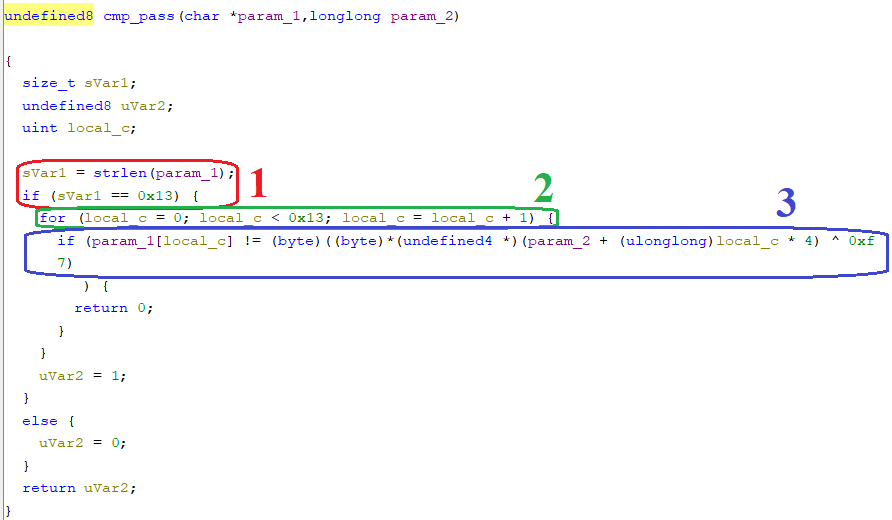 undefined8 cmp_pass(char *param_1,longlong param_2)
{
size_t sVar1;
undefined8 uVar2;
uint local_c;
sVar1 = strlen(param_1);
if (sVar1 == 0x13) {
1
2
for (local_c = 0; local_c < 0x13; local_c = local_c + 1) {
3
if (param_1[local_c] != (byte)((byte)*(undefined4 *)(param_2 + (ulonglong)local_c * 4) ^ 0xf
7)
) {
return 0;
}
}
uVar2 = 1;
}
else {
uVar2 = 0;
}
return uVar2;
}